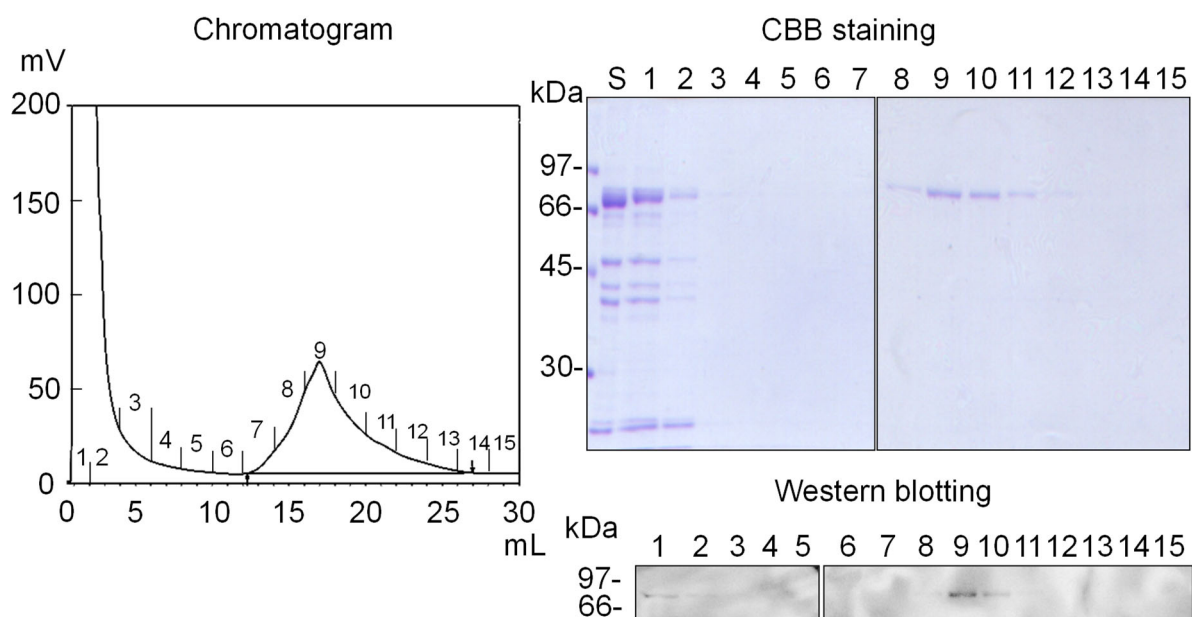 Chromatogram
mV
200
150
100
50
0
1 2 3 4 5 6 7 8 9 10 11 12 13 14 15
0 5 10 15 20 25 30
mL
CBB staining
kDa S 1 2 3 4 5 6 7 8 9 10 11 12 13 14 15
97-
66-
45-
30-
Western blotting
kDa
1 2 3 4 5 6 7 8 9 10 11 12 13 14 15
97-
66-